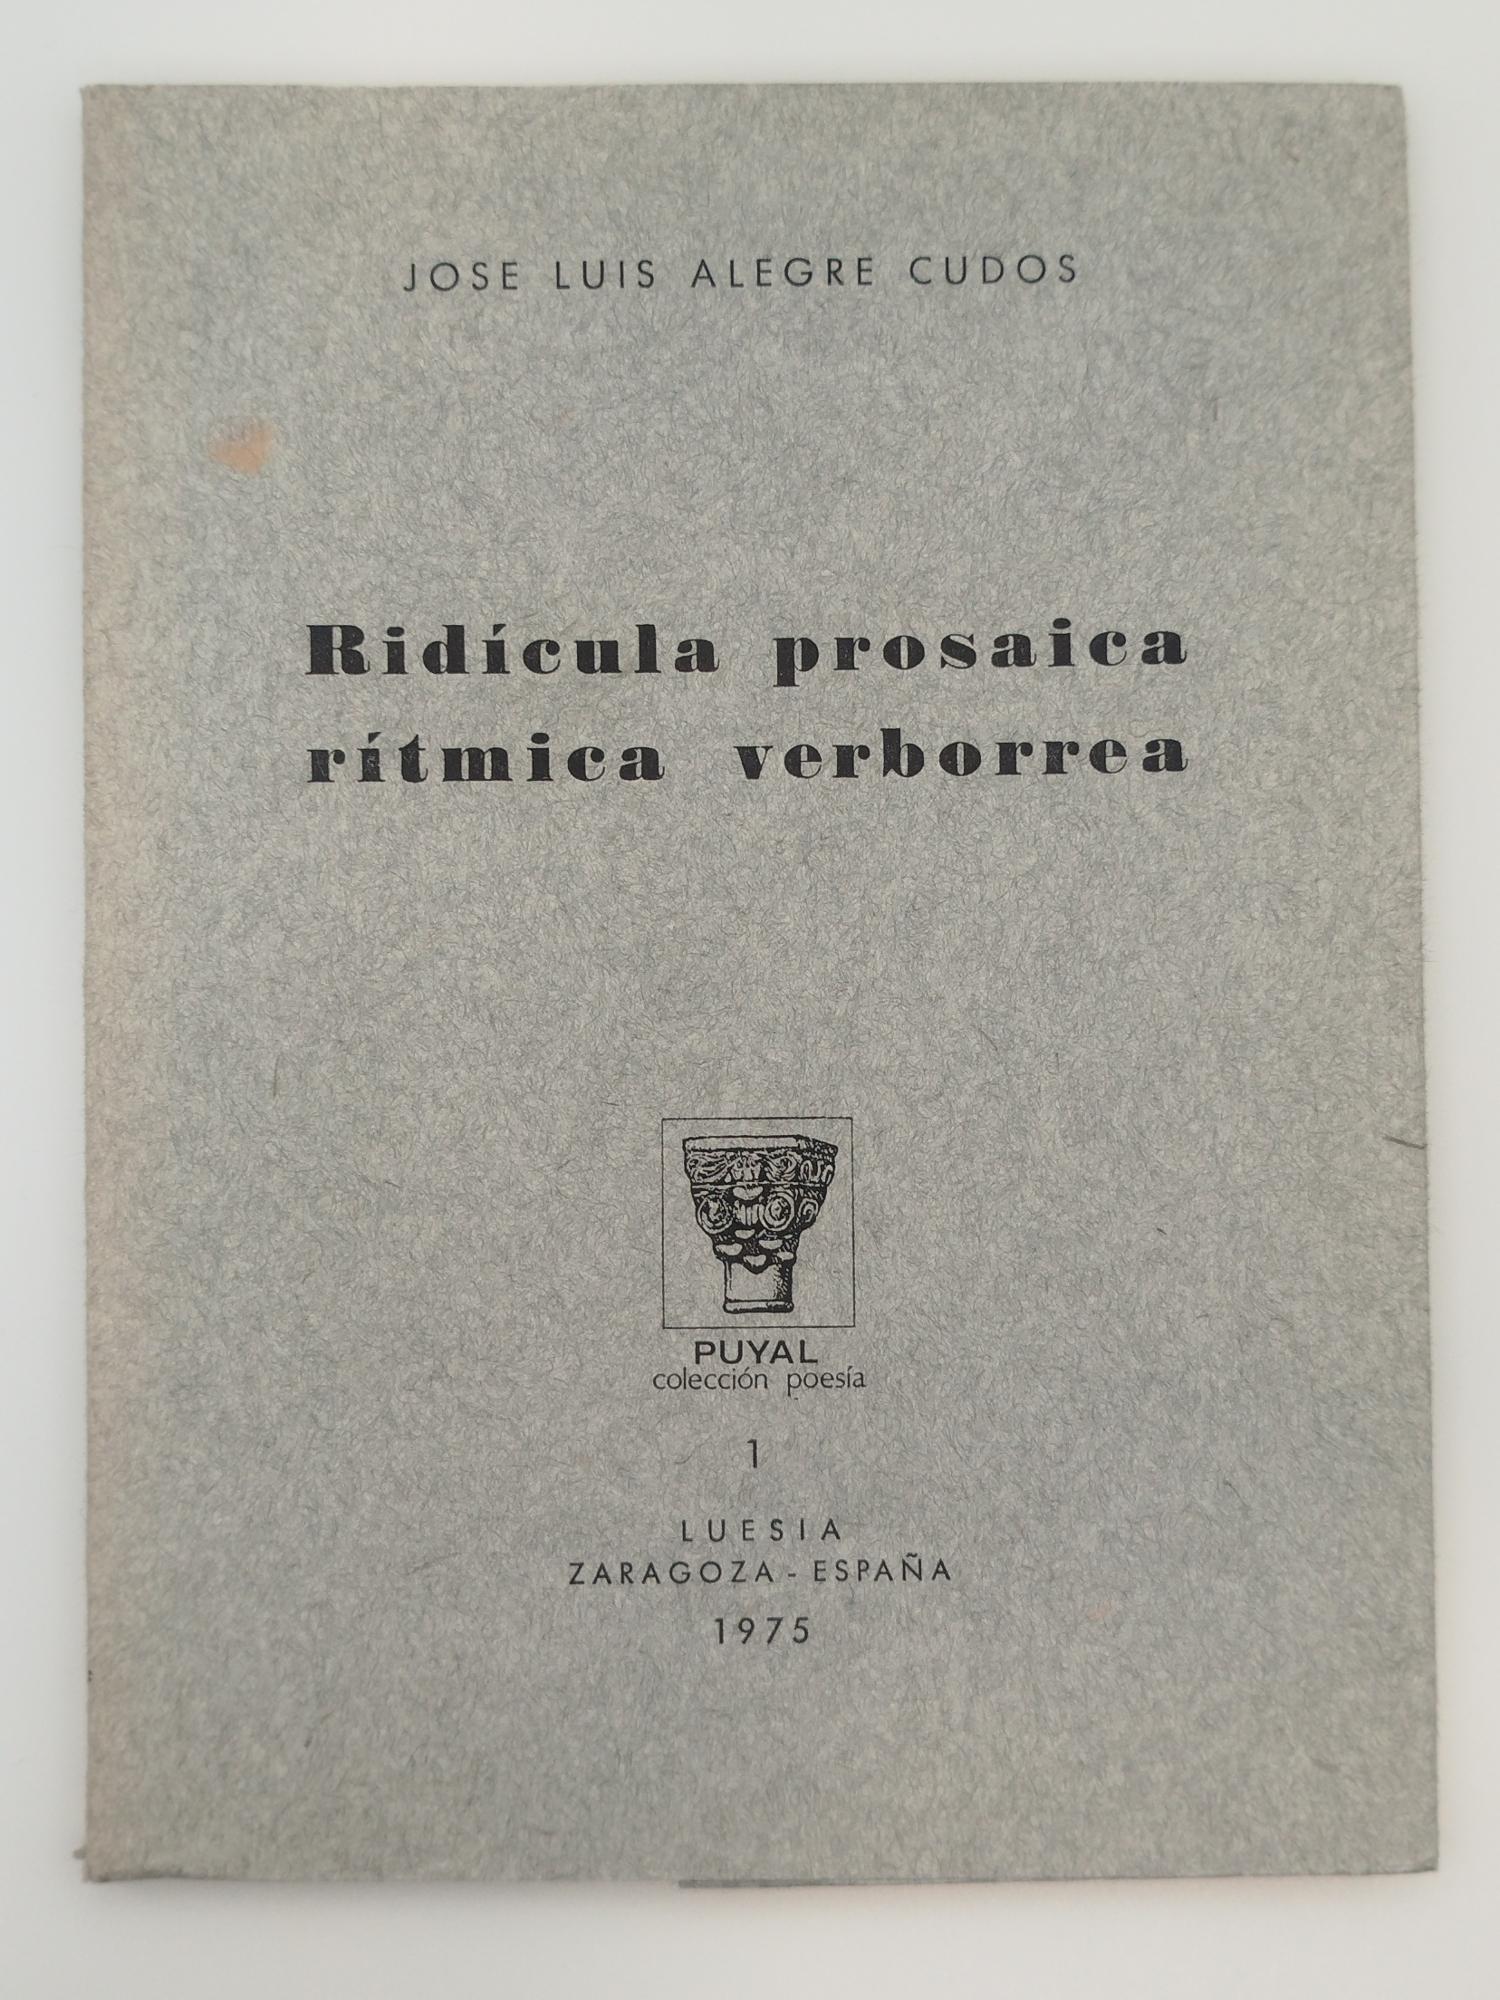 JOSE LUIS ALEGRE CUDOS
Ridícula prosaica
rítmica verborrea
PUYAL
colección poesía
1
LUESIA
ZARAGOZA - ESPAÑA
1975